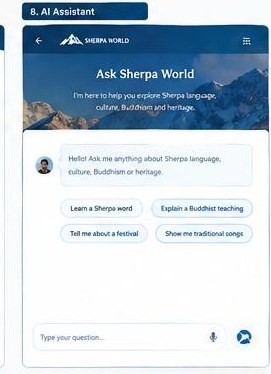 8. AI Assistant
SHERPA WORLD
Ask Sherpa World
I'm here to help you explore Sherpa language,
culture, Buddhism and heritage.
Hello! Ask me anything about Sherpa language,
culture, Buddhism or heritage.
Learn a Sherpa word
Explain a Buddhist teaching
Tell me about a festival
Show me traditional songs
Type your question...